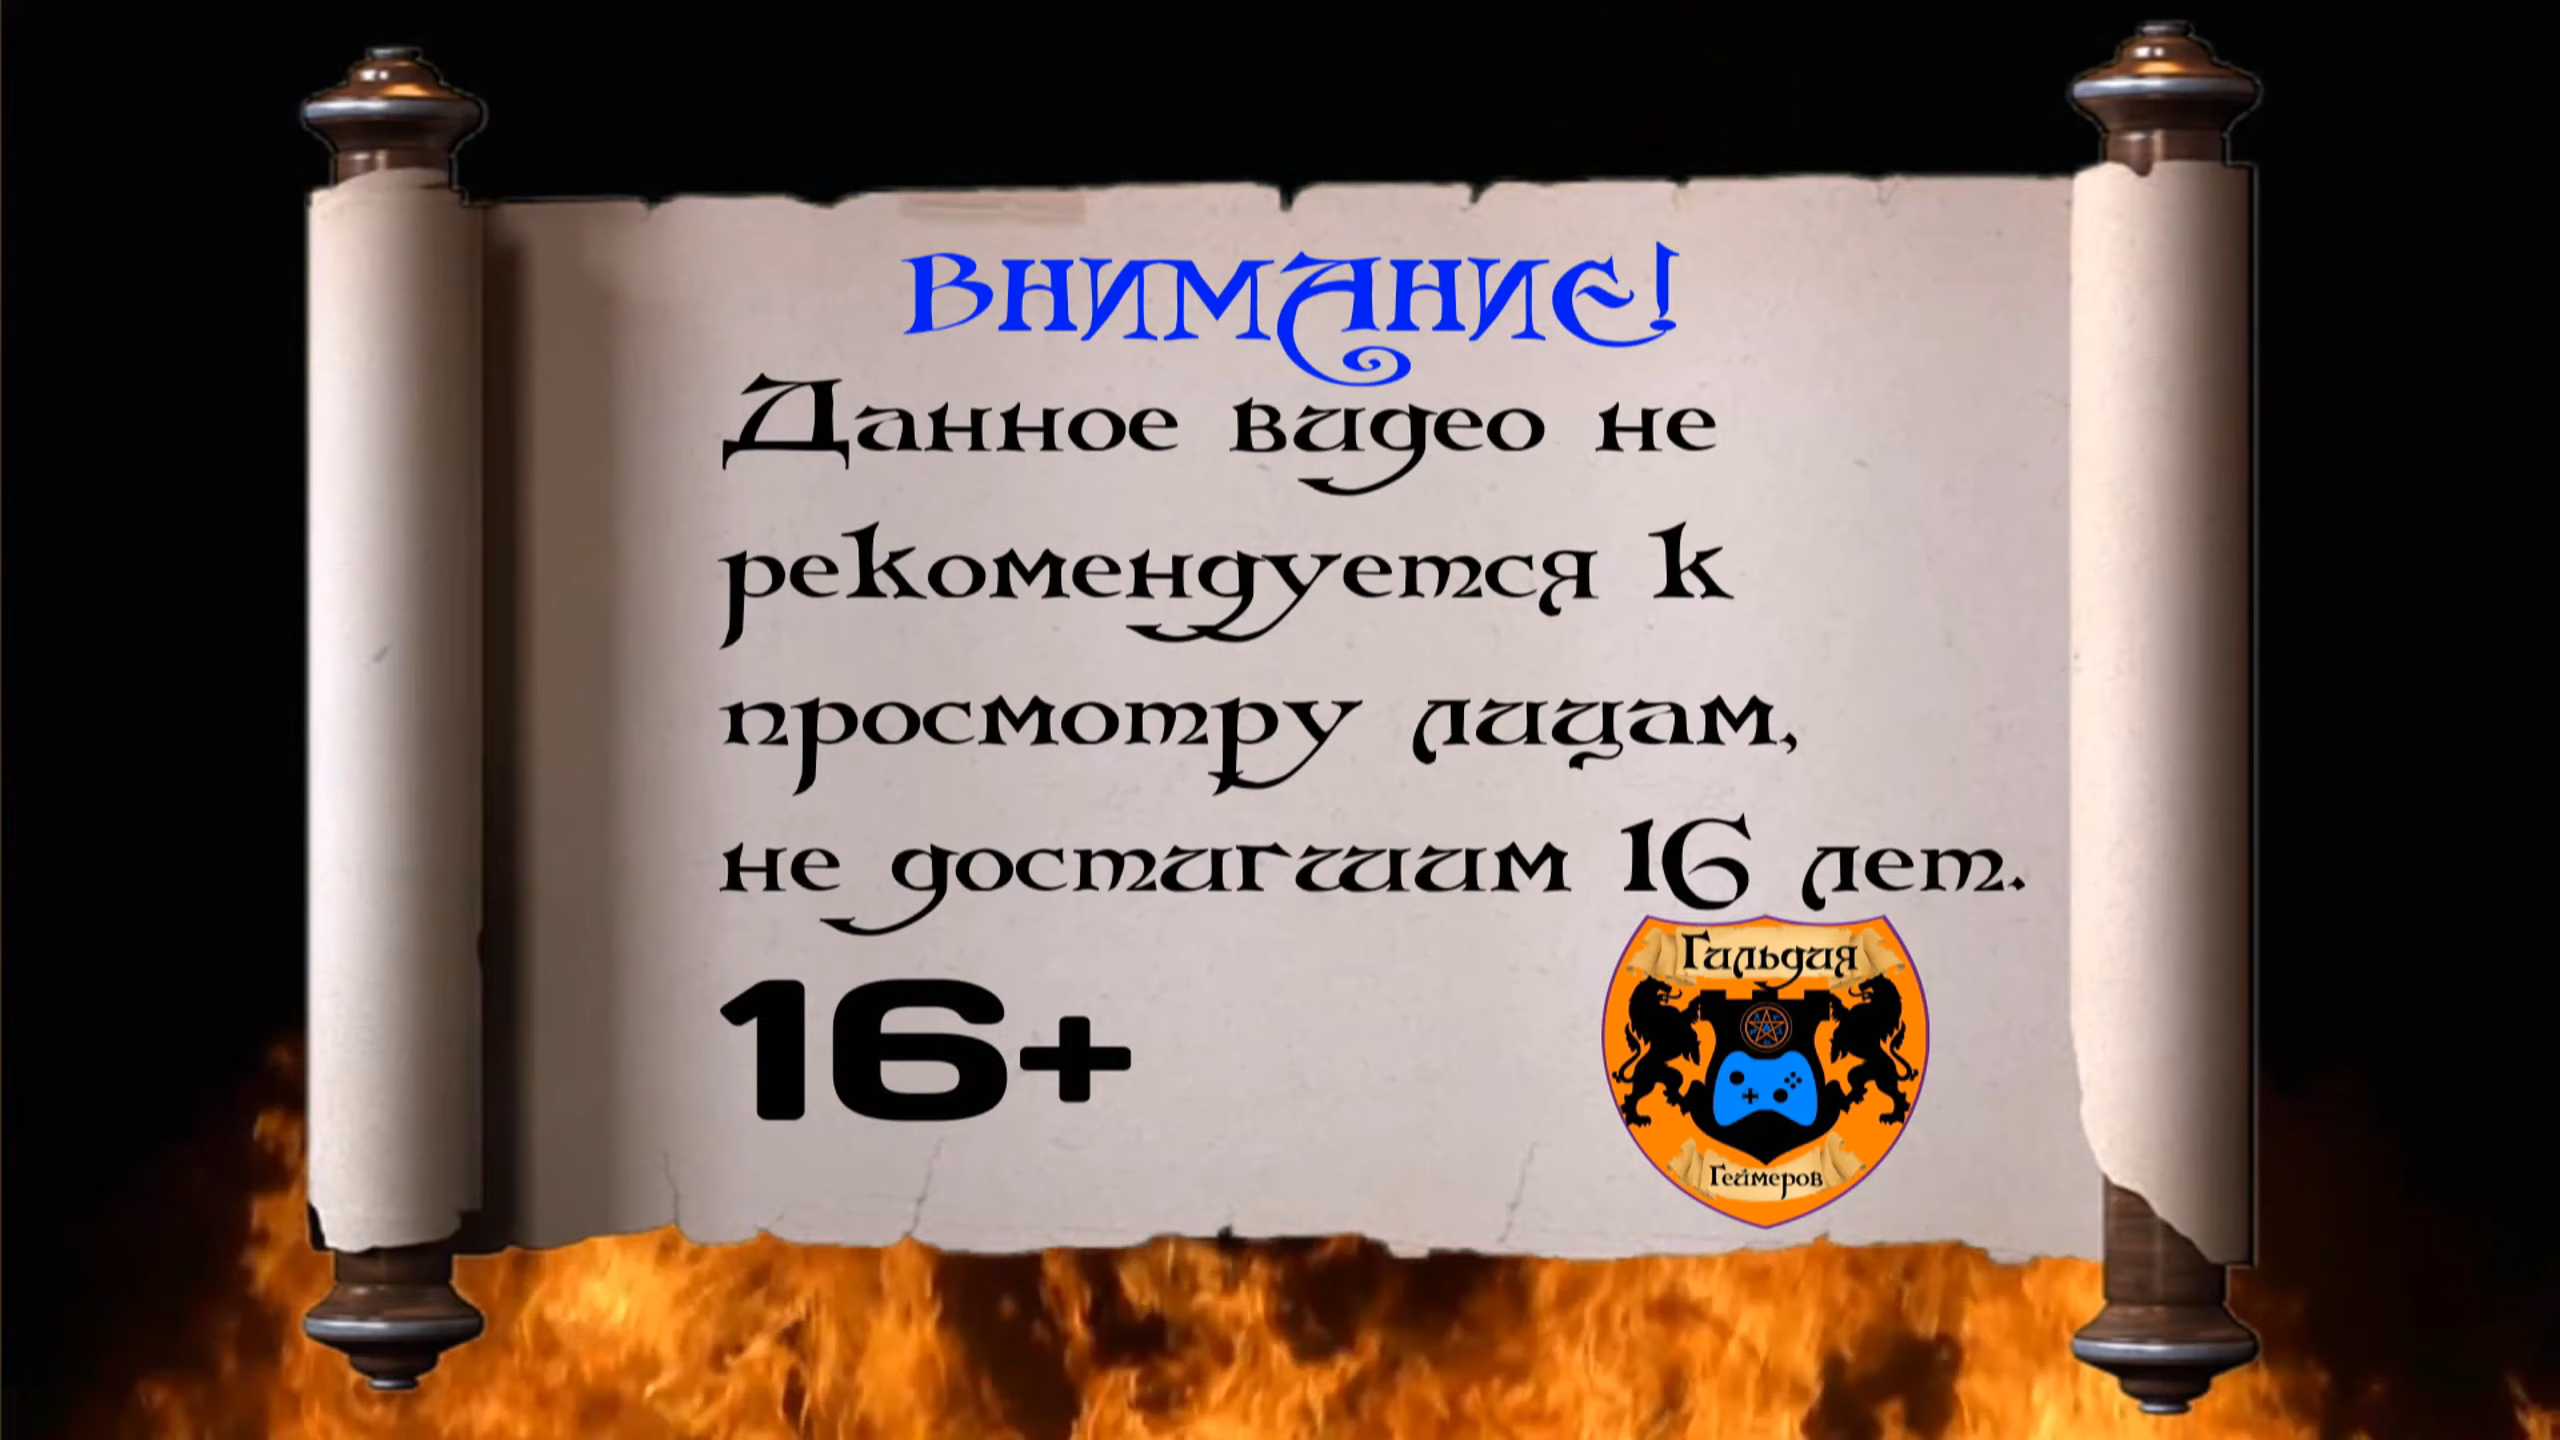 ВНИМАНИЕ!
Данное видео не
рекомендуется к
просмотру лицам,
не достигшим 16 лет.
16+
Гильдия
Геймеров